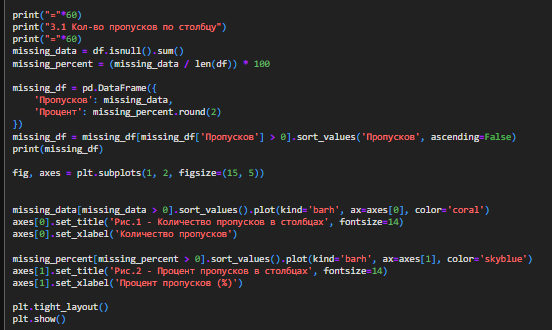 print("="*60)
print("3.1 Кол-во пропусков по столбцу")
print("="*60)
missing_data = df.isnull().sum()
missing_percent = (missing_data / len(df)) * 100
missing_df = pd.DataFrame({
    'Пропусков': missing_data,
    'Процент': missing_percent.round(2)
})
missing_df = missing_df[missing_df['Пропусков'] > 0].sort_values('Пропусков', ascending=False)
print(missing_df)
fig, axes = plt.subplots(1, 2, figsize=(15, 5))
missing_data[missing_data > 0].sort_values().plot(kind='barh', ax=axes[0], color='coral')
axes[0].set_title('Рис.1 - Количество пропусков в столбцах', fontsize=14)
axes[0].set_xlabel('Количество пропусков')
missing_percent[missing_percent > 0].sort_values().plot(kind='barh', ax=axes[1], color='skyblue')
axes[1].set_title('Рис.2 - Процент пропусков в столбцах', fontsize=14)
axes[1].set_xlabel('Процент пропусков (%)')
plt.tight_layout()
plt.show()